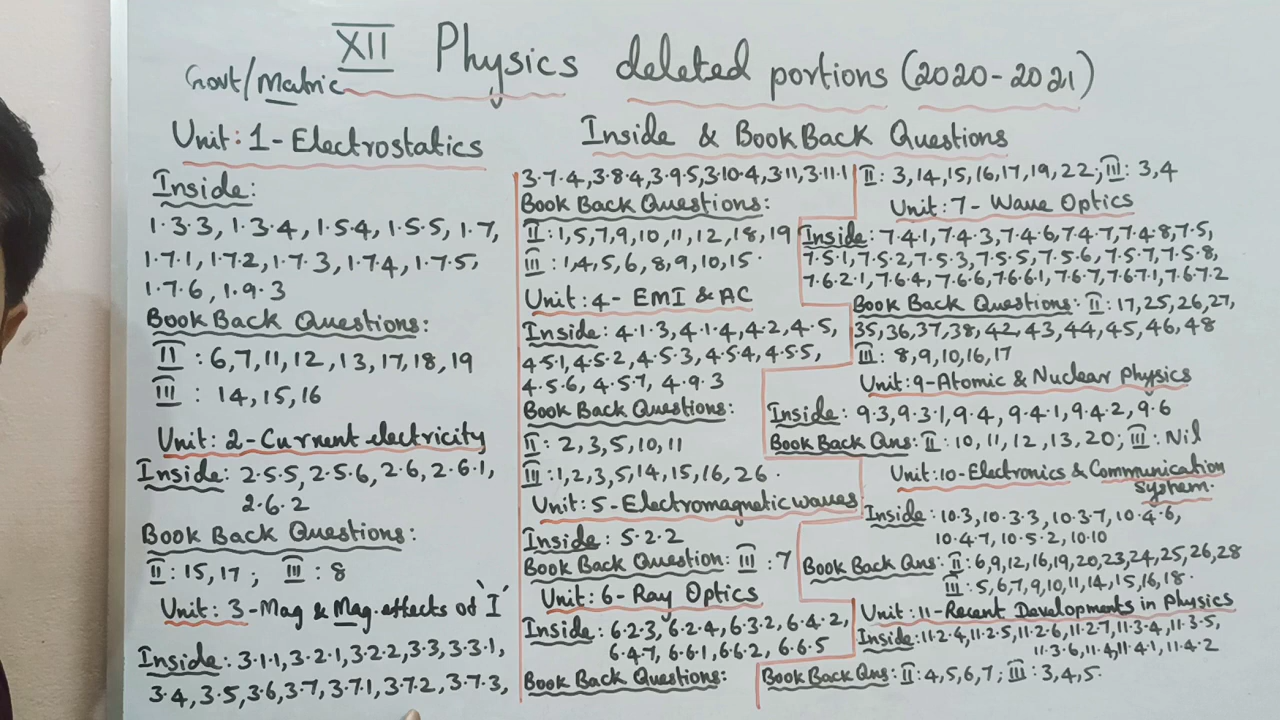 XII Physics deleted portions (2020-2021)
Govt/Matric
Unit: 1 - Electrostatics
Inside & BookBack Questions
Inside:
1.3.3, 1.3.4, 1.5.4, 1.5.5, 1.7,
1.7.1, 1.7.2, 1.7.3, 1.7.4, 1.7.5,
1.7.6, 1.9.3
Book Back Questions:
II : 6,7,11,12,13,17,18,19
III : 14,15,16
Unit: 2 - Current electricity
Inside: 2.5.5, 2.5.6, 2.6, 2.6.1,
2.6.2
Book Back Questions:
II : 15,17 ; III : 8
Unit: 3 - Mag & Mag. effects of 'I'
Inside: 3.1.1, 3.2.1, 3.2.2, 3.3, 3.3.1,
3.4, 3.5, 3.6, 3.7, 3.7.1, 3.7.2, 3.7.3,
3.7.4, 3.8.4, 3.9.5, 3.10.4, 3.11, 3.11.1
Book Back Questions:
II : 1,5,7,9,10,11,12,18,19
III : 1,4,5,6,8,9,10,15.
Unit: 4 - EMI & AC
Inside: 4.1.3, 4.1.4, 4.2, 4.5,
4.5.1, 4.5.2, 4.5.3, 4.5.4, 4.5.5,
4.5.6, 4.5.7, 4.9.3
Book Back Questions:
II : 2,3,5,10,11
III : 1,2,3,5,14,15,16,26.
Unit: 5 - Electromagnetic waves
Inside: 5.2.2
Book Back Question: III : 7
Unit: 6 - Ray Optics
Inside: 6.2.3, 6.2.4, 6.3.2, 6.4.2,
6.4.7, 6.6.1, 6.6.2, 6.6.5
Book Back Questions:
II : 3,14,15,16,17,19,22; III : 3,4
Unit: 7 - Wave Optics
Inside: 7.4.1, 7.4.3, 7.4.6, 7.4.7, 7.4.8, 7.5,
7.5.1, 7.5.2, 7.5.3, 7.5.5, 7.5.6, 7.5.7, 7.5.8,
7.6.2.1, 7.6.4, 7.6.6, 7.6.6.1, 7.6.7, 7.6.7.1, 7.6.7.2
Book Back Questions: II : 17,25,26,27,
35,36,37,38,42,43,44,45,46,48
III : 8,9,10,16,17
Unit: 9 - Atomic & Nuclear Physics
Inside: 9.3, 9.3.1, 9.4, 9.4.1, 9.4.2, 9.6
Book Back Qns: II : 10,11,12,13,20; III : Nil
Unit: 10 - Electronics & Communication
System.
Inside: 10.3, 10.3.3, 10.3.7, 10.4.6,
10.4.7, 10.5.2, 10.10
Book Back Qns: II : 6,9,12,16,19,20,23,24,25,26,28
III : 5,6,7,9,10,11,14,15,16,18.
Unit: 11 - Recent Developments in Physics
Inside: 11.2.4, 11.2.5, 11.2.6, 11.2.7, 11.3.4, 11.3.5,
11.3.6, 11.4, 11.4.1, 11.4.2
Book Back Qns: II : 4,5,6,7 ; III : 3,4,5.